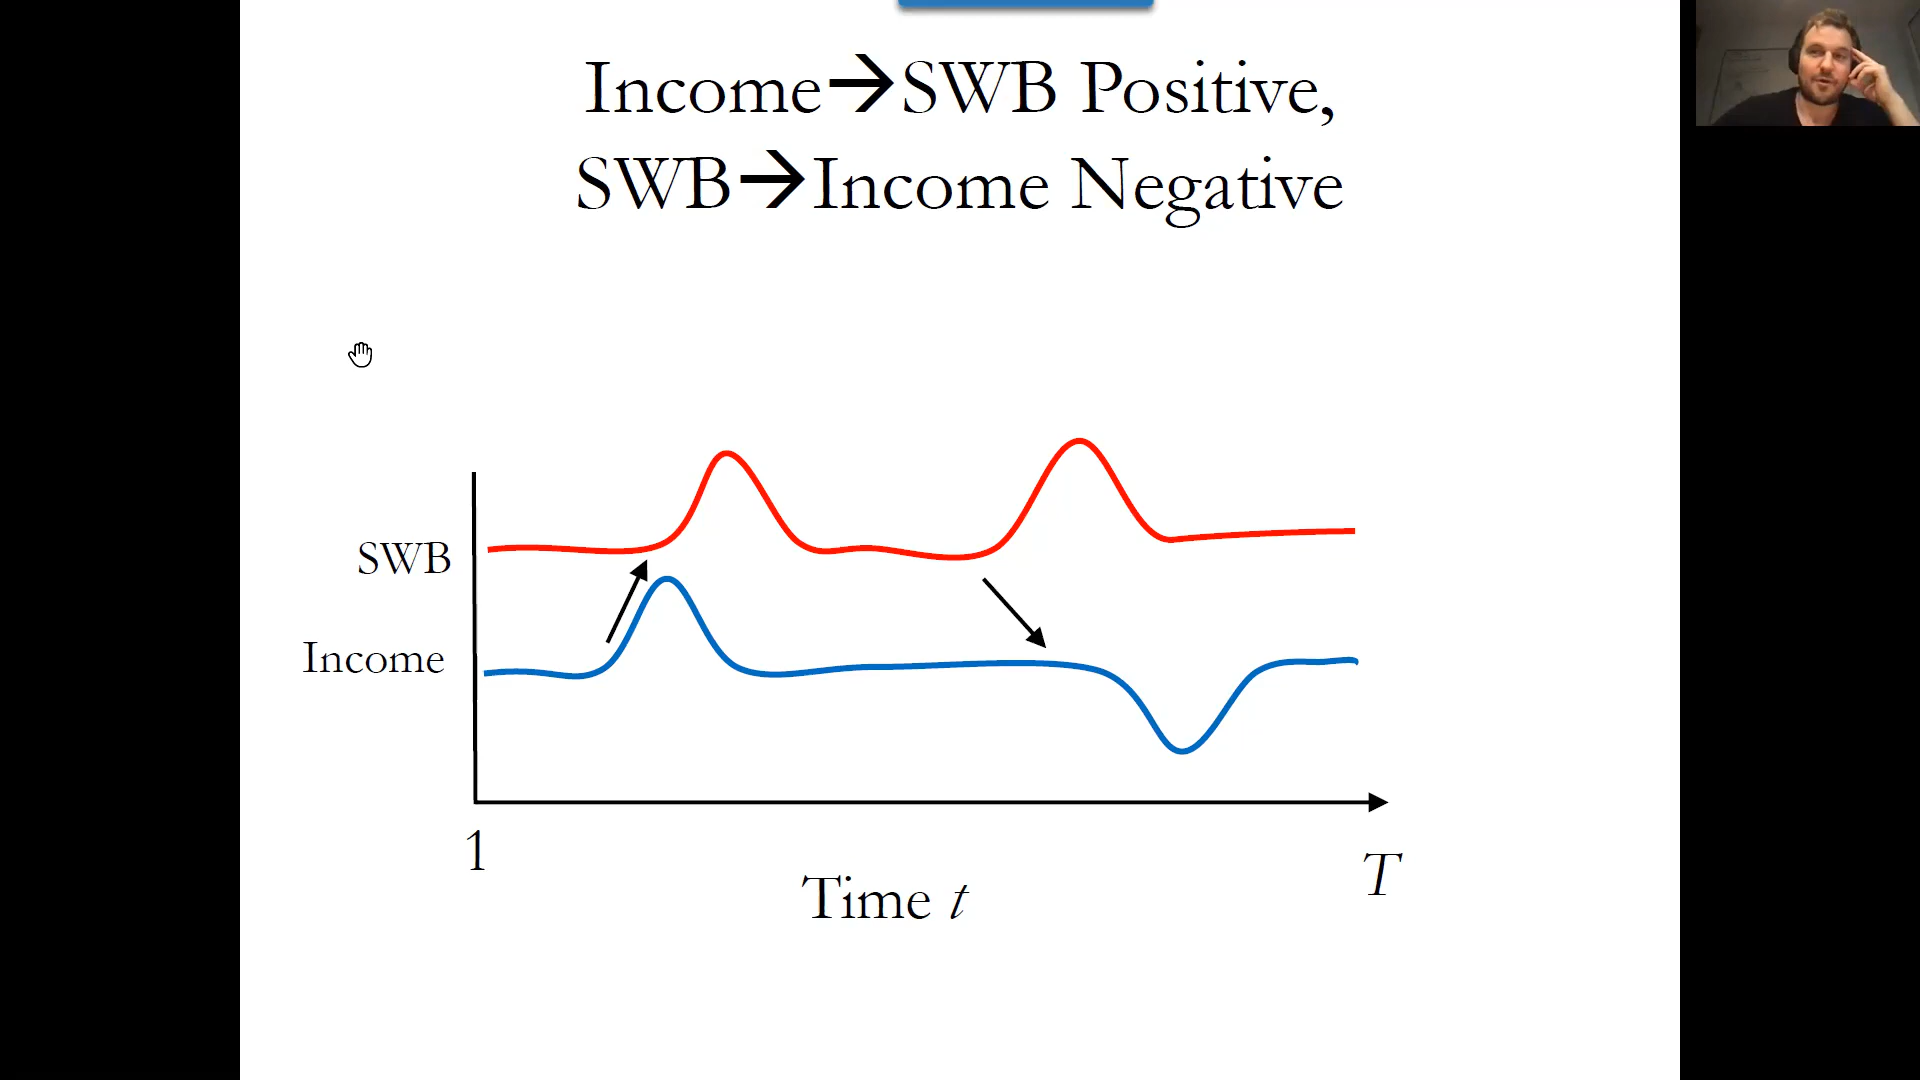 Income→SWB Positive,
SWB→Income Negative
SWB
Income
1
T
Time t